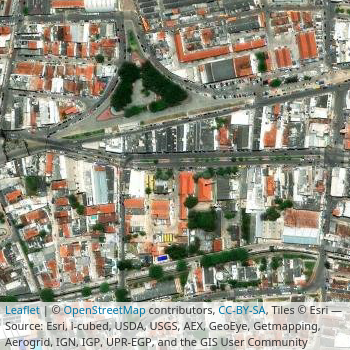 Leaflet | © OpenStreetMap contributors, CC-BY-SA, Tiles © Esri —
Source: Esri, i-cubed, USDA, USGS, AEX, GeoEye, Getmapping,
Aerogrid, IGN, IGP, UPR-EGP, and the GIS User Community